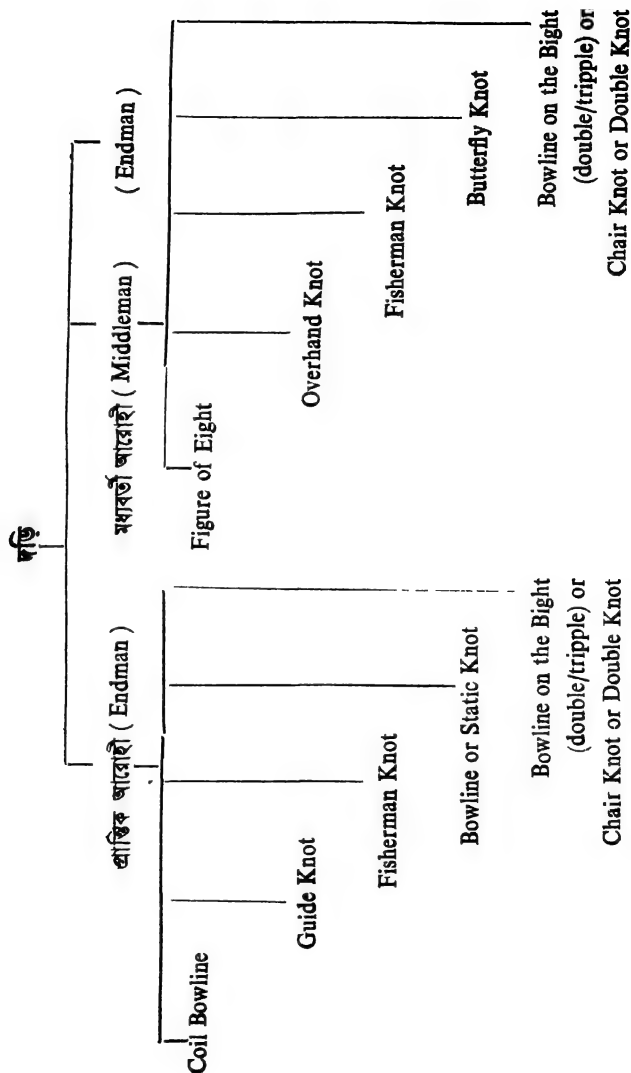 দড়ি
প্রান্তিক আরোহী ( Endman )
মধ্যবর্তী আরোহী ( Middleman )
( Endman )
Coil Bowline
Guide Knot
Fisherman Knot
Bowline or Static Knot
Bowline on the Bight
(double/tripple) or
Chair Knot or Double Knot
Figure of Eight
Overhand Knot
Fisherman Knot
Butterfly Knot
Bowline on the Bight
(double/tripple) or
Chair Knot or Double Knot